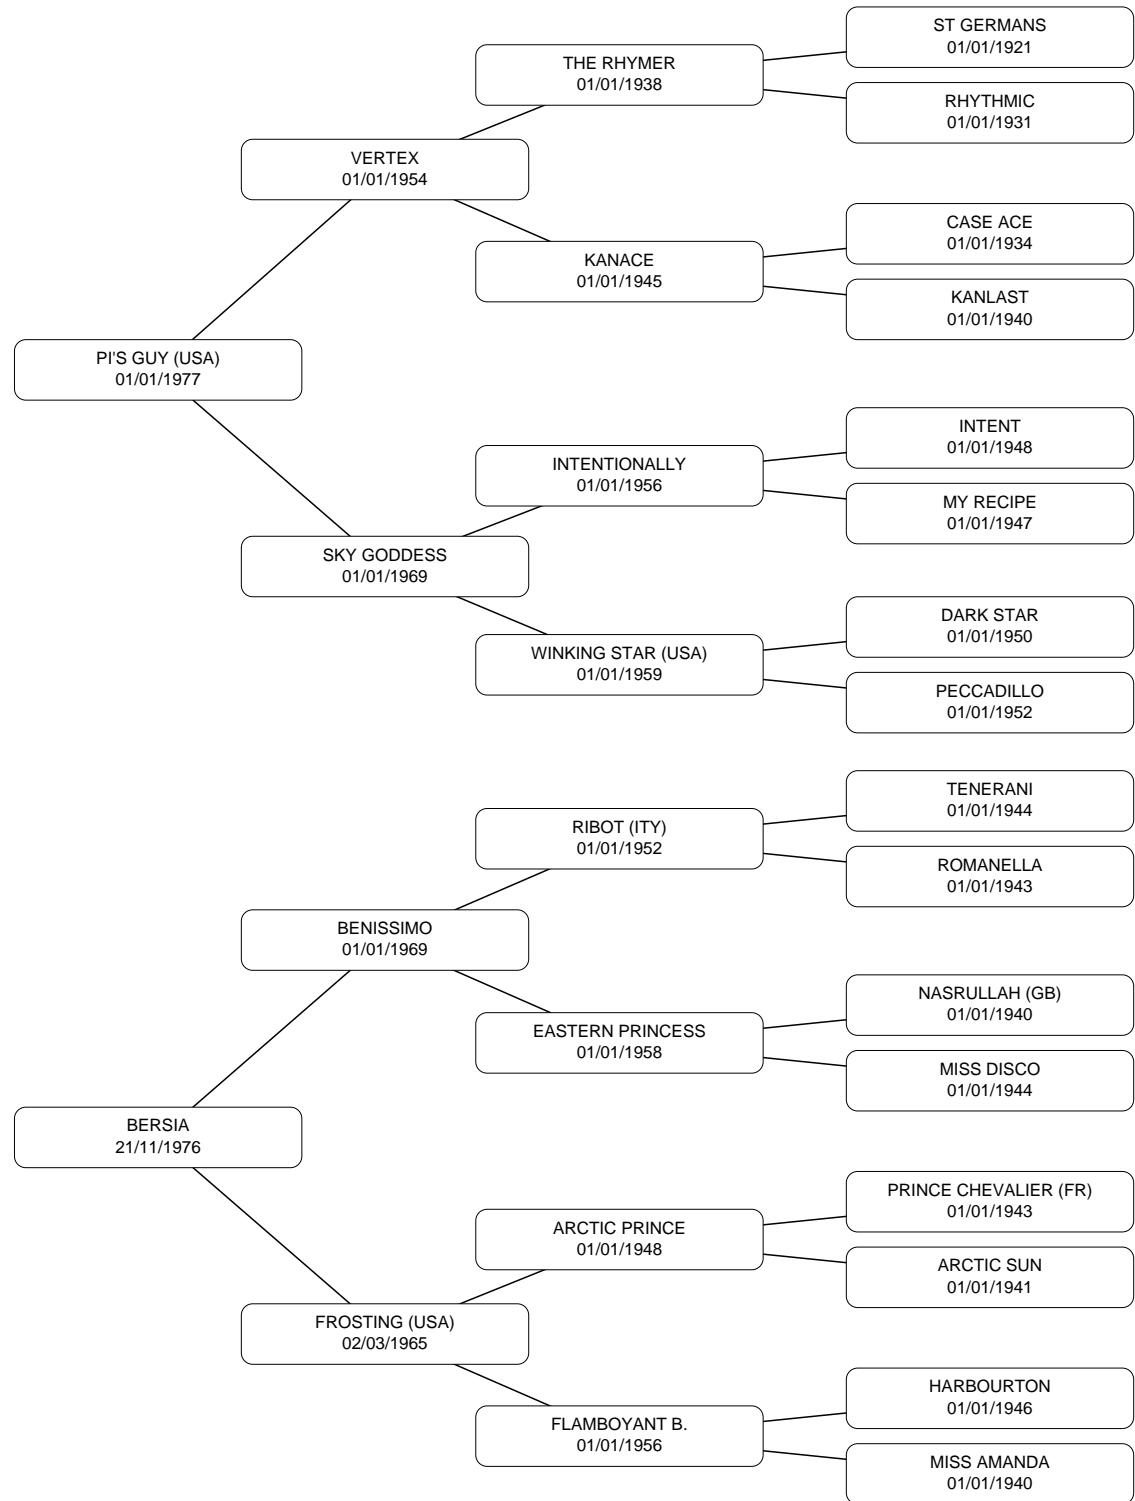 ST GERMANS
01/01/1921
THE RHYMER
01/01/1938
RHYTHMIC
01/01/1931
VERTEX
01/01/1954
CASE ACE
01/01/1934
KANACE
01/01/1945
KANLAST
01/01/1940
PI'S GUY (USA)
01/01/1977
INTENT
01/01/1948
INTENTIONALLY
01/01/1956
MY RECIPE
01/01/1947
SKY GODDESS
01/01/1969
DARK STAR
01/01/1950
WINKING STAR (USA)
01/01/1959
PECCADILLO
01/01/1952
TENERANI
01/01/1944
RIBOT (ITY)
01/01/1952
ROMANELLA
01/01/1943
BENISSIMO
01/01/1969
NASRULLAH (GB)
01/01/1940
EASTERN PRINCESS
01/01/1958
MISS DISCO
01/01/1944
BERSIA
21/11/1976
PRINCE CHEVALIER (FR)
01/01/1943
ARCTIC PRINCE
01/01/1948
ARCTIC SUN
01/01/1941
FROSTING (USA)
02/03/1965
HARBOURTON
01/01/1946
FLAMBOYANT B.
01/01/1956
MISS AMANDA
01/01/1940